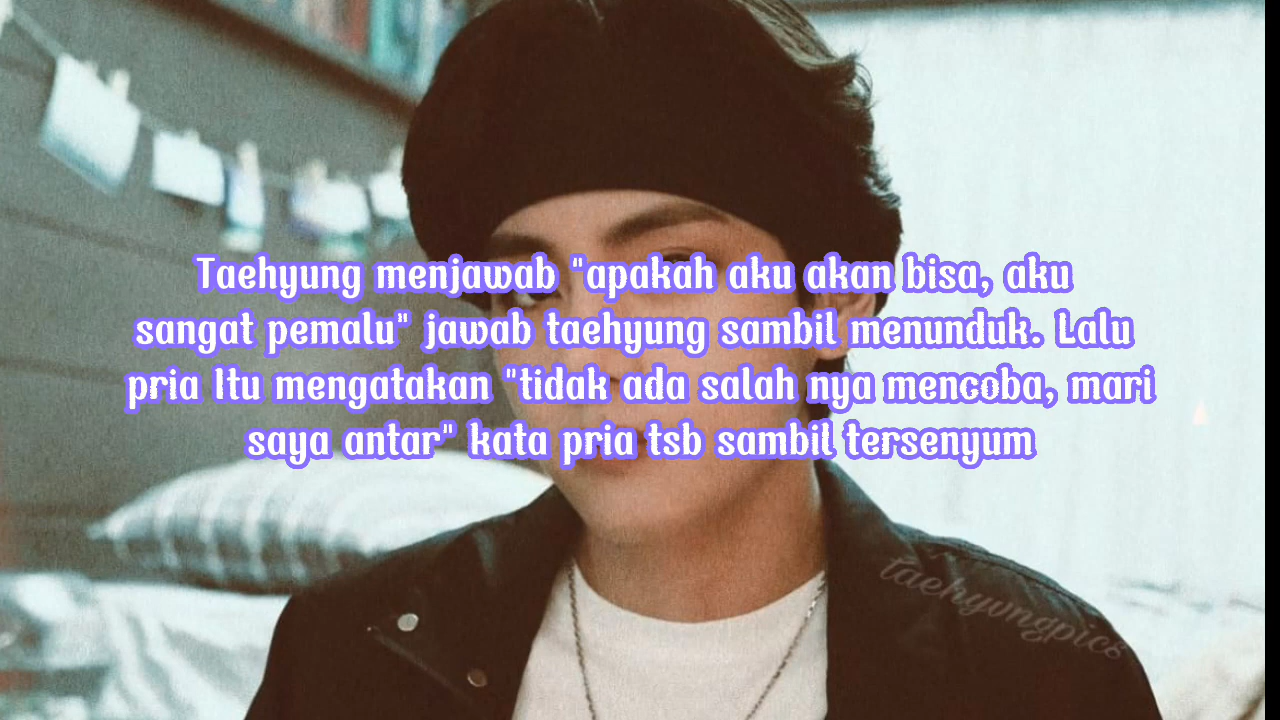 Taehyung menjawab "apakah aku akan bisa, aku
sangat pemalu" jawab taehyung sambil menunduk. Lalu
pria Itu mengatakan "tidak ada salah nya mencoba, mari
saya antar" kata pria tsb sambil tersenyum
taehyungpics